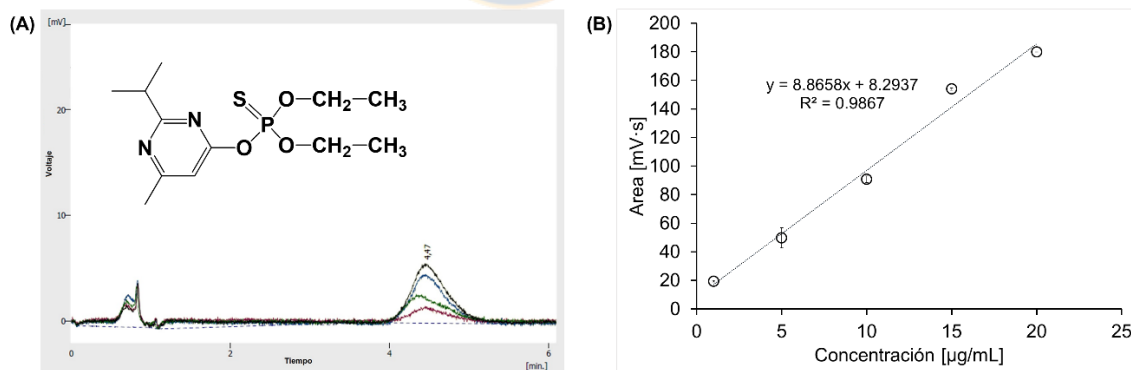 (A)
[mV]
20
10
0
Voltaje
N
N
O
S
P
O-CH₂-CH₃
O-CH₂-CH₃
4,47
0
2
4
6
Tiempo
[min.]
(B)
200
180
160
140
120
100
80
60
40
20
0
Area [mV·s]
y = 8.8658x + 8.2937
R² = 0.9867
0
5
10
15
20
25
Concentración [µg/mL]